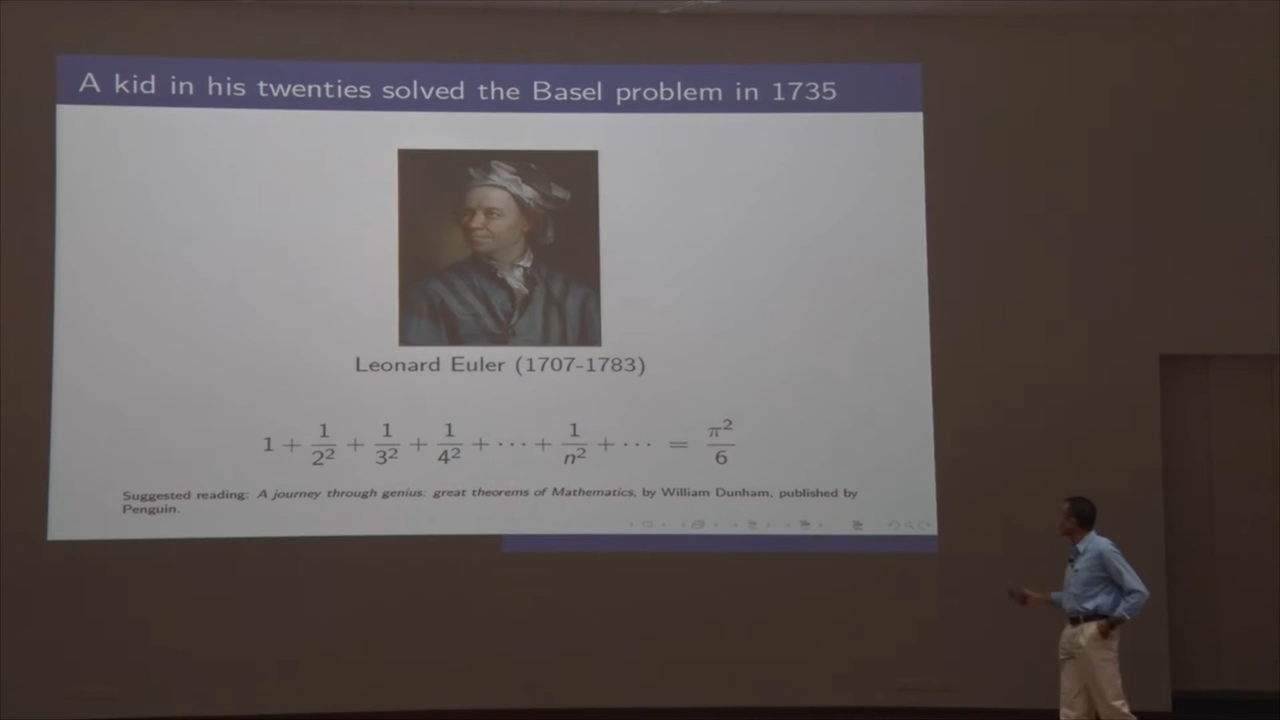 A kid in his twenties solved the Basel problem in 1735
Leonard Euler (1707-1783)
1 + 1/2² + 1/3² + 1/4² + ··· + 1/n² + ··· = π²/6
Suggested reading: A journey through genius: great theorems of Mathematics, by William Dunham, published by
Penguin.